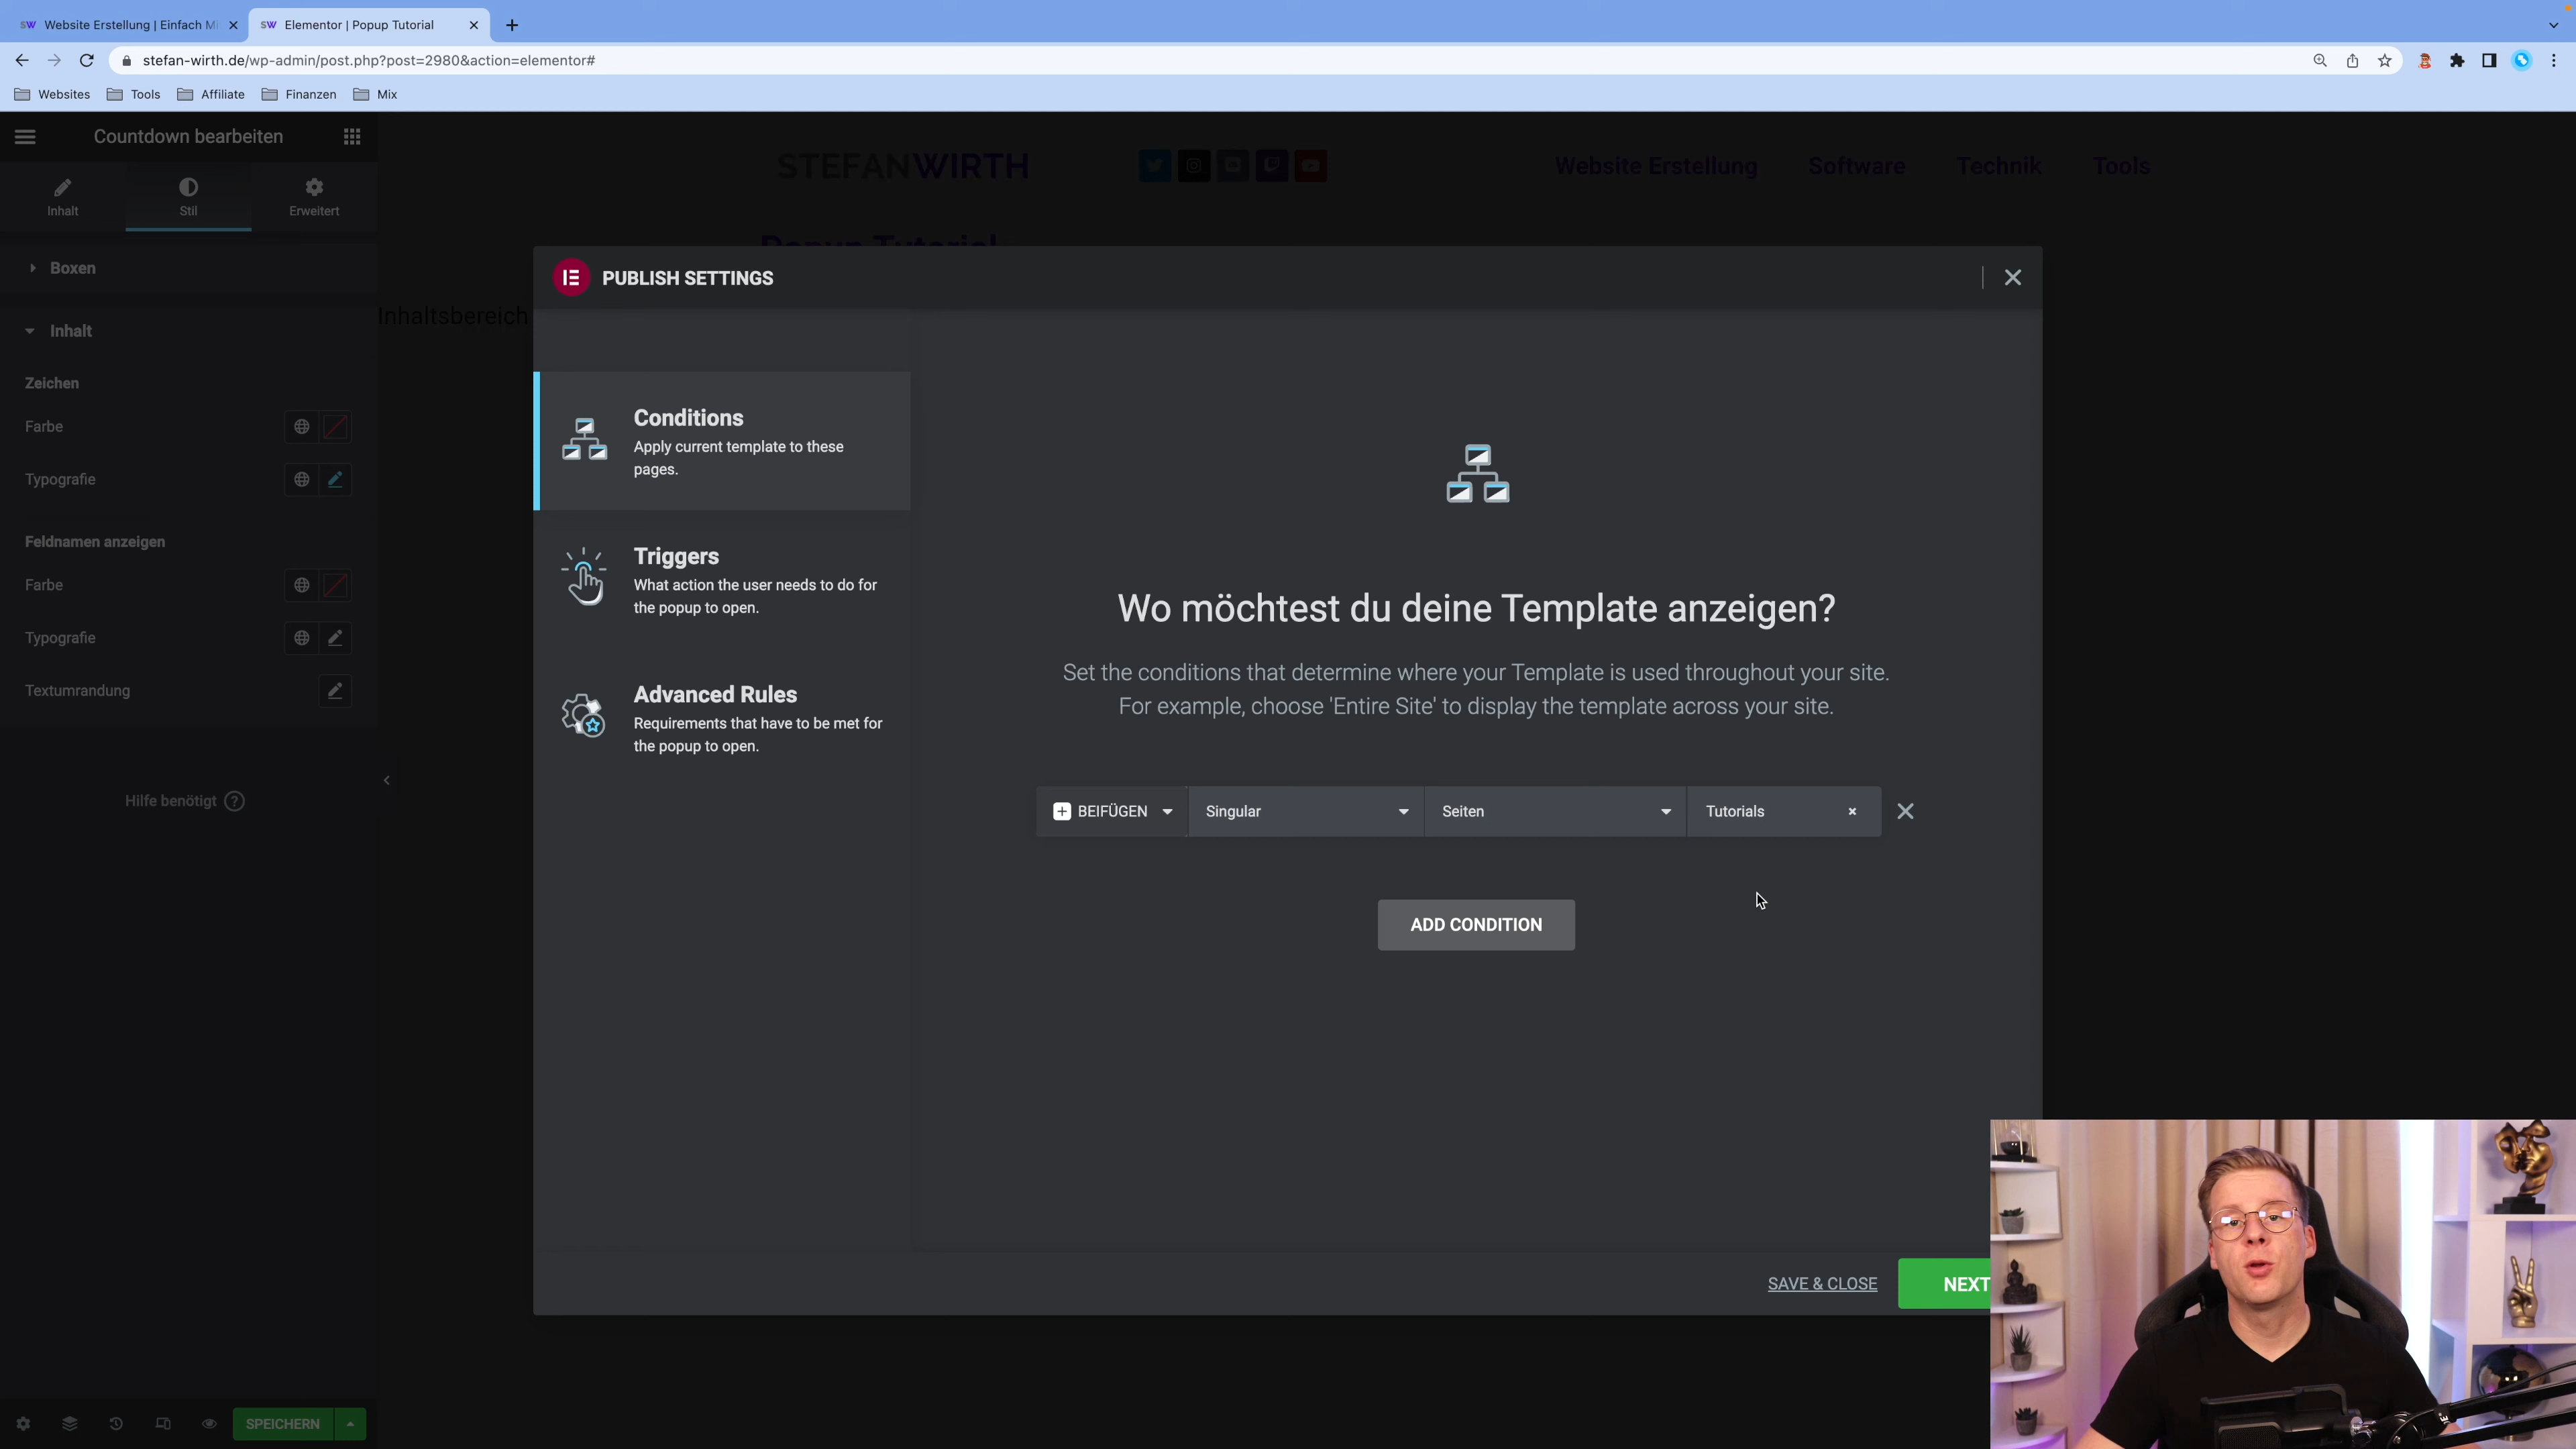 SW Website Erstellung | Einfach Mi
SW Elementor | Popup Tutorial
stefan-wirth.de/wp-admin/post.php?post=2980&action=elementor#
Websites
Tools
Affiliate
Finanzen
Mix
Countdown bearbeiten
Inhalt
Stil
Erweitert
Boxen
Inhalt
Zeichen
Farbe
Typografie
Feldnamen anzeigen
Farbe
Typografie
Textumrandung
Hilfe benötigt ?
SPEICHERN
STEFANWIRTH
Website Erstellung
Software
Technik
Tools
Popup Tutorial
Inhaltsbereich
PUBLISH SETTINGS
Conditions
Apply current template to these
pages.
Triggers
What action the user needs to do for
the popup to open.
Advanced Rules
Requirements that have to be met for
the popup to open.
Wo möchtest du deine Template anzeigen?
Set the conditions that determine where your Template is used throughout your site.
For example, choose 'Entire Site' to display the template across your site.
BEIFÜGEN
Singular
Seiten
Tutorials
ADD CONDITION
SAVE & CLOSE
NEXT